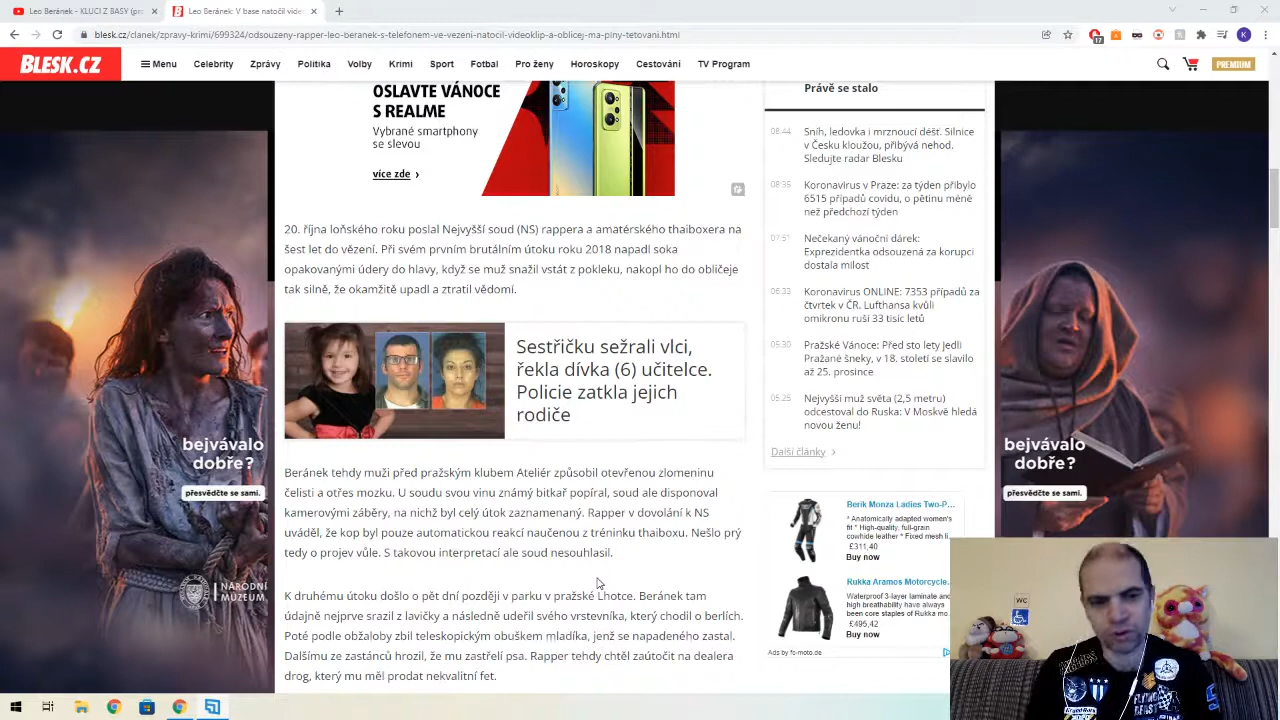 Leo Beránek - KLUCI Z BASY (pro
Leo Beránek: V base natočil vide
blesk.cz/clanek/zpravy-krimi/699324/odsouzeny-rapper-leo-beranek-s-telefonem-ve-vezeni-natocil-videoklip-a-oblicej-ma-plny-tetovani.html
17
K
BLESK.CZ
Menu
Celebrity
Zprávy
Politika
Volby
Krimi
Sport
Fotbal
Pro ženy
Horoskopy
Cestování
TV Program
PREMIUM
OSLAVTE VÁNOCE
S REALME
Vybrané smartphony
se slevou
více zde ›
20. října loňského roku poslal Nejvyšší soud (NS) rappera a amatérského thaiboxera na
šest let do vězení. Při svém prvním brutálním útoku roku 2018 napadl soka
opakovanými údery do hlavy, když se muž snažil vstát z pokleku, nakopl ho do obličeje
tak silně, že okamžitě upadl a ztratil vědomí.
Sestřičku sežrali vlci,
řekla dívka (6) učitelce.
Policie zatkla jejich
rodiče
Beránek tehdy muži před pražským klubem Ateliér způsobil otevřenou zlomeninu
čelisti a otřes mozku. U soudu svou vinu známý bitkař popíral, soud ale disponoval
kamerovými záběry, na nichž byl celý útok zaznamenaný. Rapper v dovolání k NS
uváděl, že kop byl pouze automatickou reakcí naučenou z tréninku thaiboxu. Nešlo prý
tedy o projev vůle. S takovou interpretací ale soud nesouhlasil.
K druhému útoku došlo o pět dní později v parku v pražské Lhotce. Beránek tam
údajně nejprve srazil z lavičky a následně udeřil svého vrstevníka, který chodil o berlích.
Poté podle obžaloby zbil teleskopickým obuškem mladíka, jenž se napadeného zastal.
Dalšímu ze zastánců hrozil, že mu zastřelí psa. Rapper tehdy chtěl zaútočit na dealera
drog, který mu měl prodat nekvalitní fet.
Právě se stalo
08:44
Sníh, ledovka i mrznoucí déšť. Silnice
v Česku kloužou, přibývá nehod.
Sledujte radar Blesku
08:35
Koronavirus v Praze: za týden přibylo
6515 případů covidu, o pětinu méně
než předchozí týden
07:51
Nečekaný vánoční dárek:
Exprezidentka odsouzená za korupci
dostala milost
06:33
Koronavirus ONLINE: 7353 případů za
čtvrtek v ČR. Lufthansa kvůli
omikronu ruší 33 tisíc letů
05:30
Pražské Vánoce: Před sto lety jedli
Pražané šneky, v 18. století se slavilo
až 25. prosince
05:25
Nejvyšší muž světa (2,5 metru)
odcestoval do Ruska: V Moskvě hledá
novou ženu!
Další články ›
Berik Monza Ladies Two-P...
* Anatomically adapted women's
fit * High-quality, full-grain
cowhide leather * Fixed mesh li...
£311,40
Buy now
Rukka Aramos Motorcycle...
Waterproof 3-layer laminate and
high breathability have always
been core staples of Rukka mo...
£495,42
Buy now
Ads by fc-moto.de
bejvávalo
dobře?
přesvědčte se sami.
NÁRODNÍ
MUZEUM
bejvávalo
dobře?
přesvědčte se sami.
WC